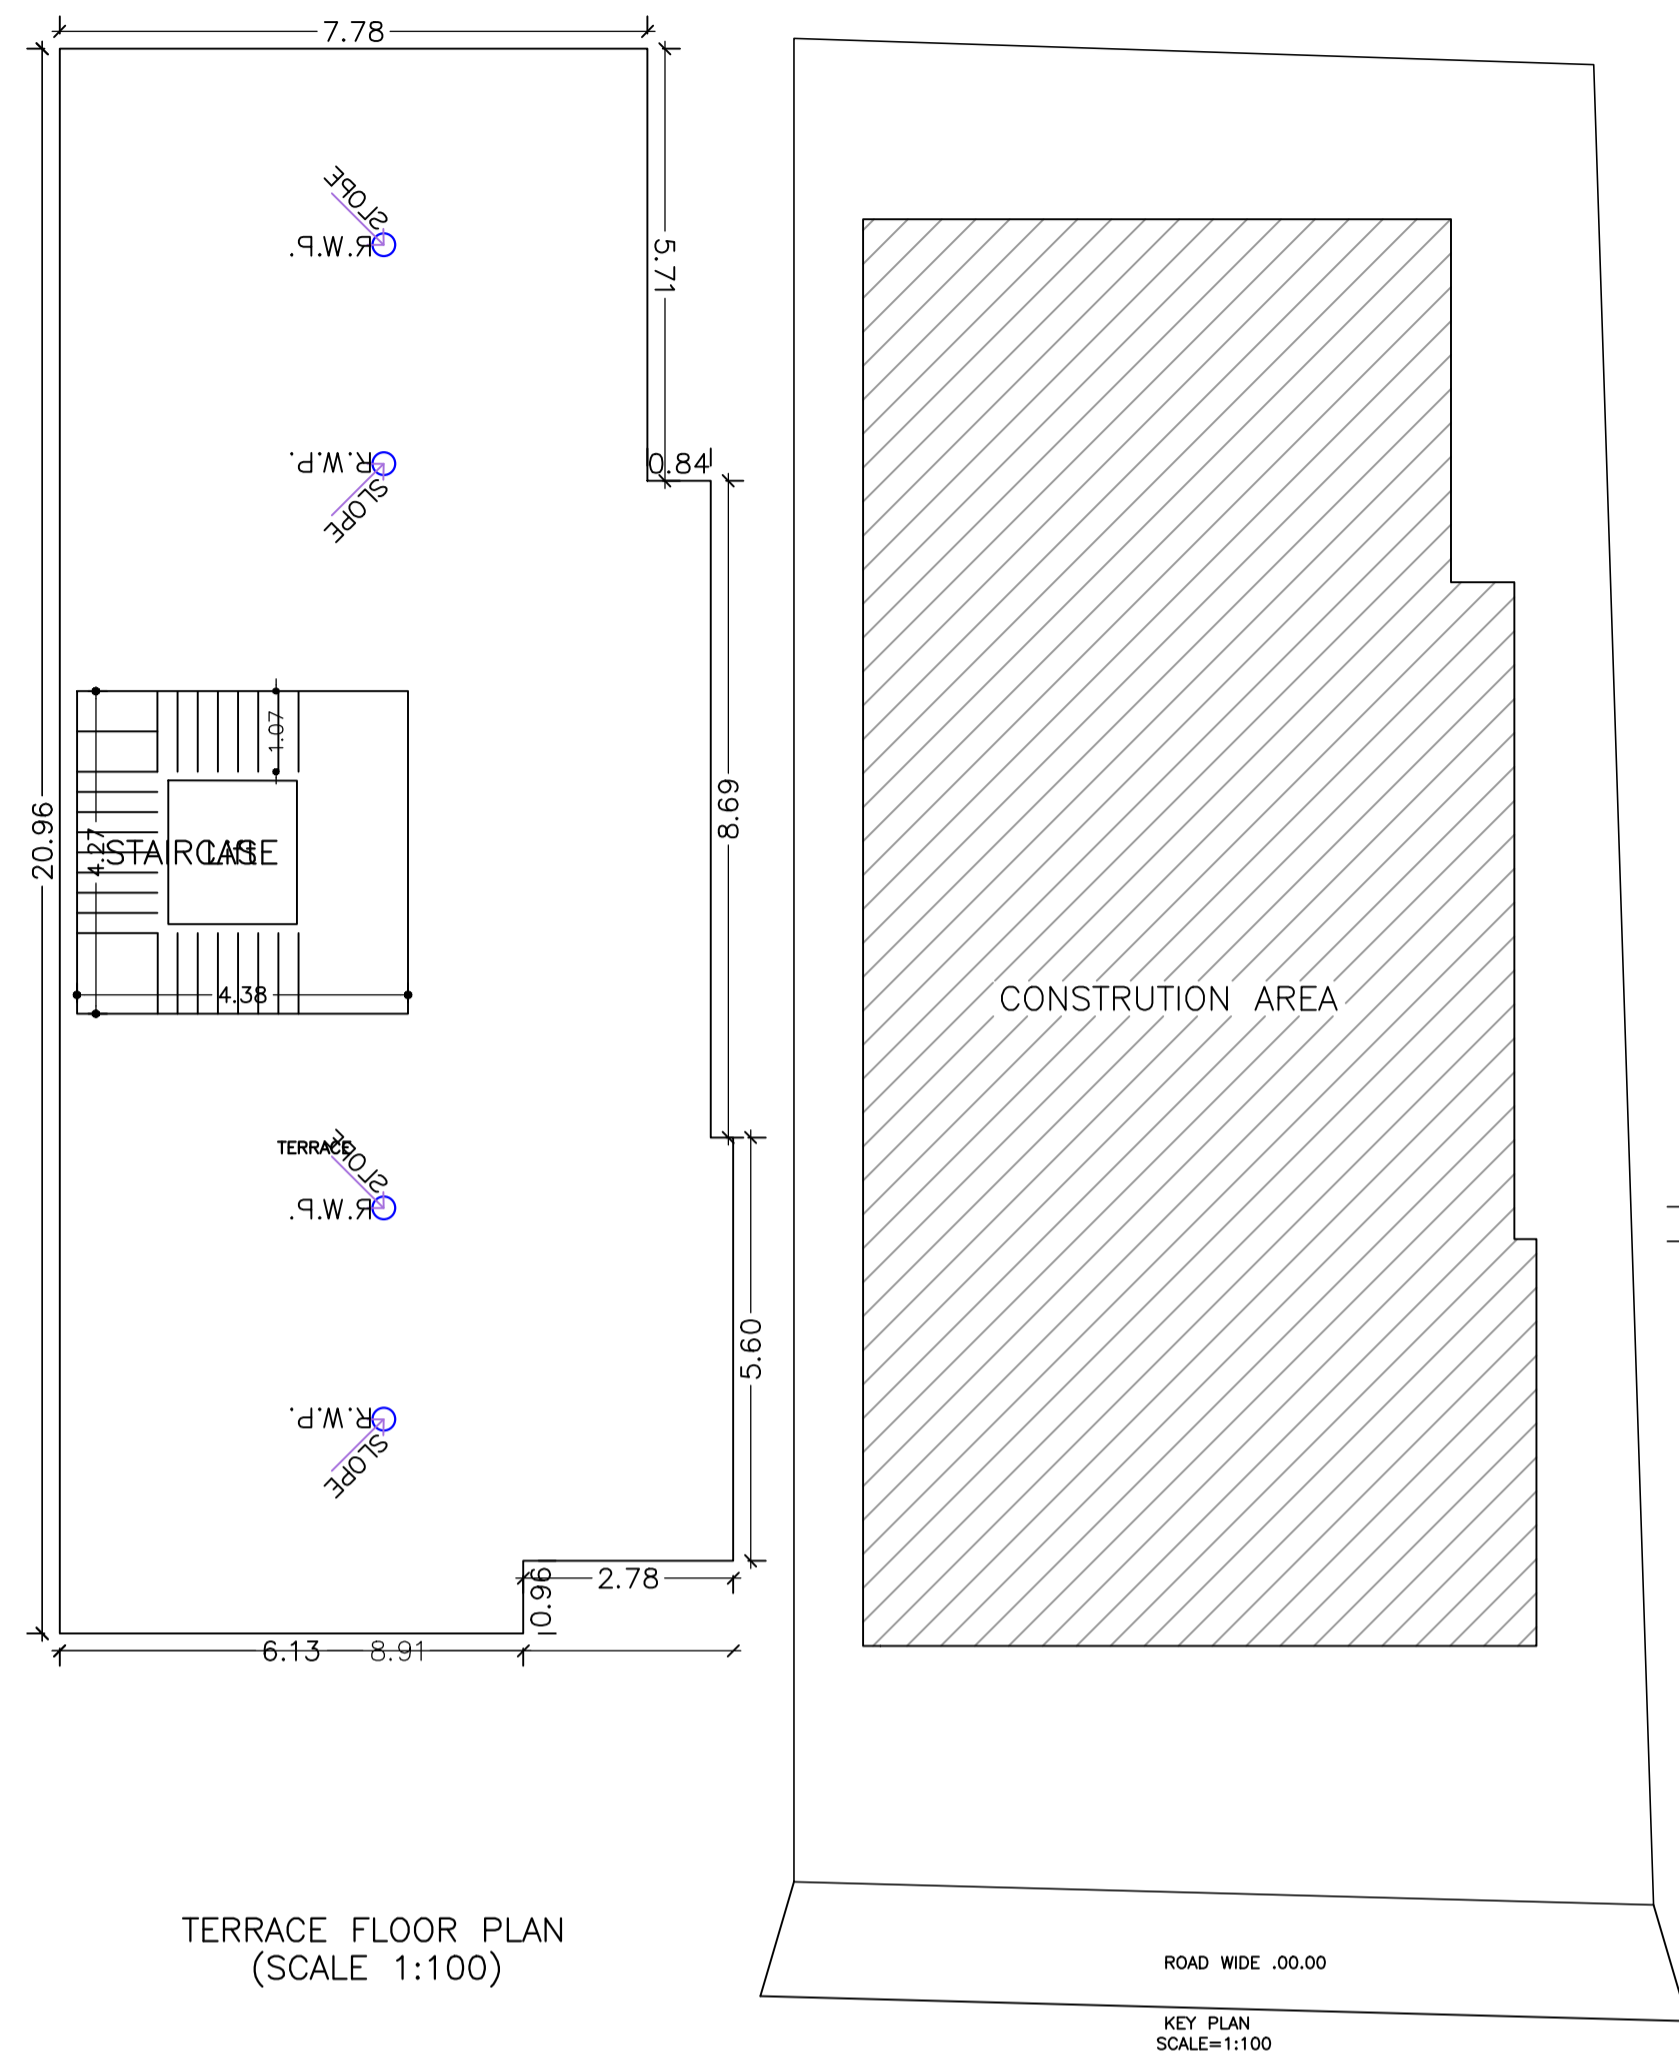 7.78
5.71
SLOPE
R.W.P.
R.W.P.
SLOPE
0.84
20.96
8.69
1.07
4.27
STAIRCASE
Lift
4.38
CONSTRUTION AREA
TERRACE
SLOPE
R.W.P.
5.60
R.W.P.
SLOPE
2.78
0.96
6.13
8.91
TERRACE FLOOR PLAN
(SCALE 1:100)
ROAD WIDE .00.00
KEY PLAN
SCALE=1:100